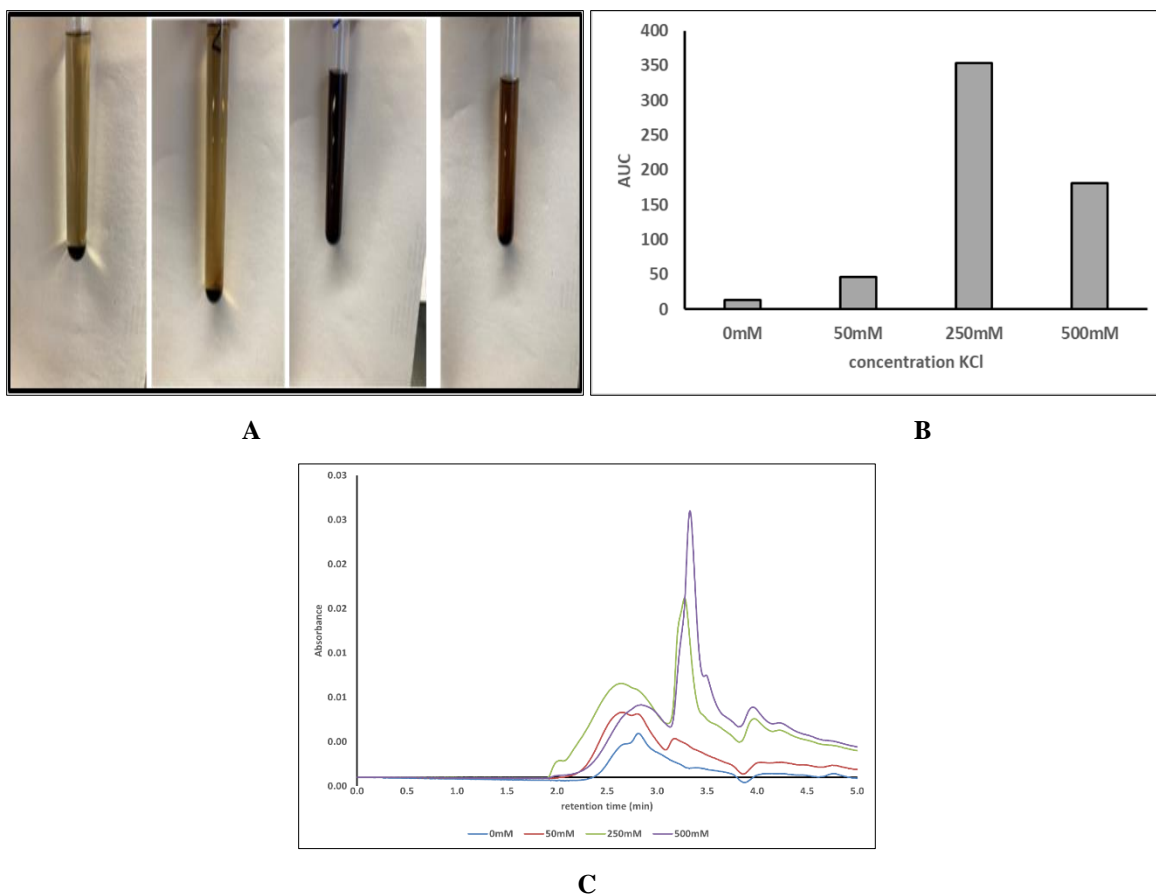 400
350
300
250
200
150
100
50
0
AUC
0mM 50mM 250mM 500mM
concentration KCl
A
B
0.03
0.03
0.02
0.02
0.01
0.01
0.00
0.00
Absorbance
0.0 0.5 1.0 1.5 2.0 2.5 3.0 3.5 4.0 4.5 5.0
retention time (min)
0mM 50mM 250mM 500mM
C